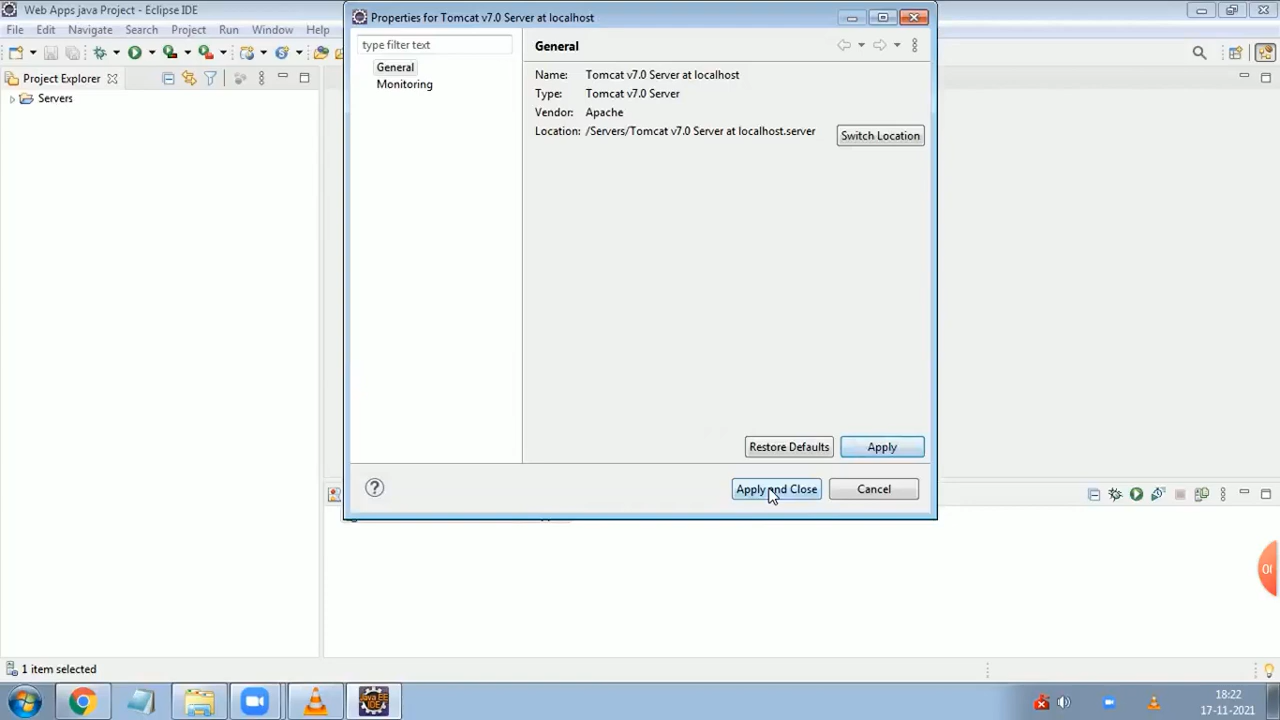 Web Apps java Project - Eclipse IDE
File Edit Navigate Search Project Run Window Help
Project Explorer
Servers
Properties for Tomcat v7.0 Server at localhost
type filter text
General
Monitoring
General
Name: Tomcat v7.0 Server at localhost
Type: Tomcat v7.0 Server
Vendor: Apache
Location: /Servers/Tomcat v7.0 Server at localhost.server
Switch Location
Restore Defaults Apply
Apply and Close Cancel
1 item selected
Java EE
IDE
18:22
17-11-2021